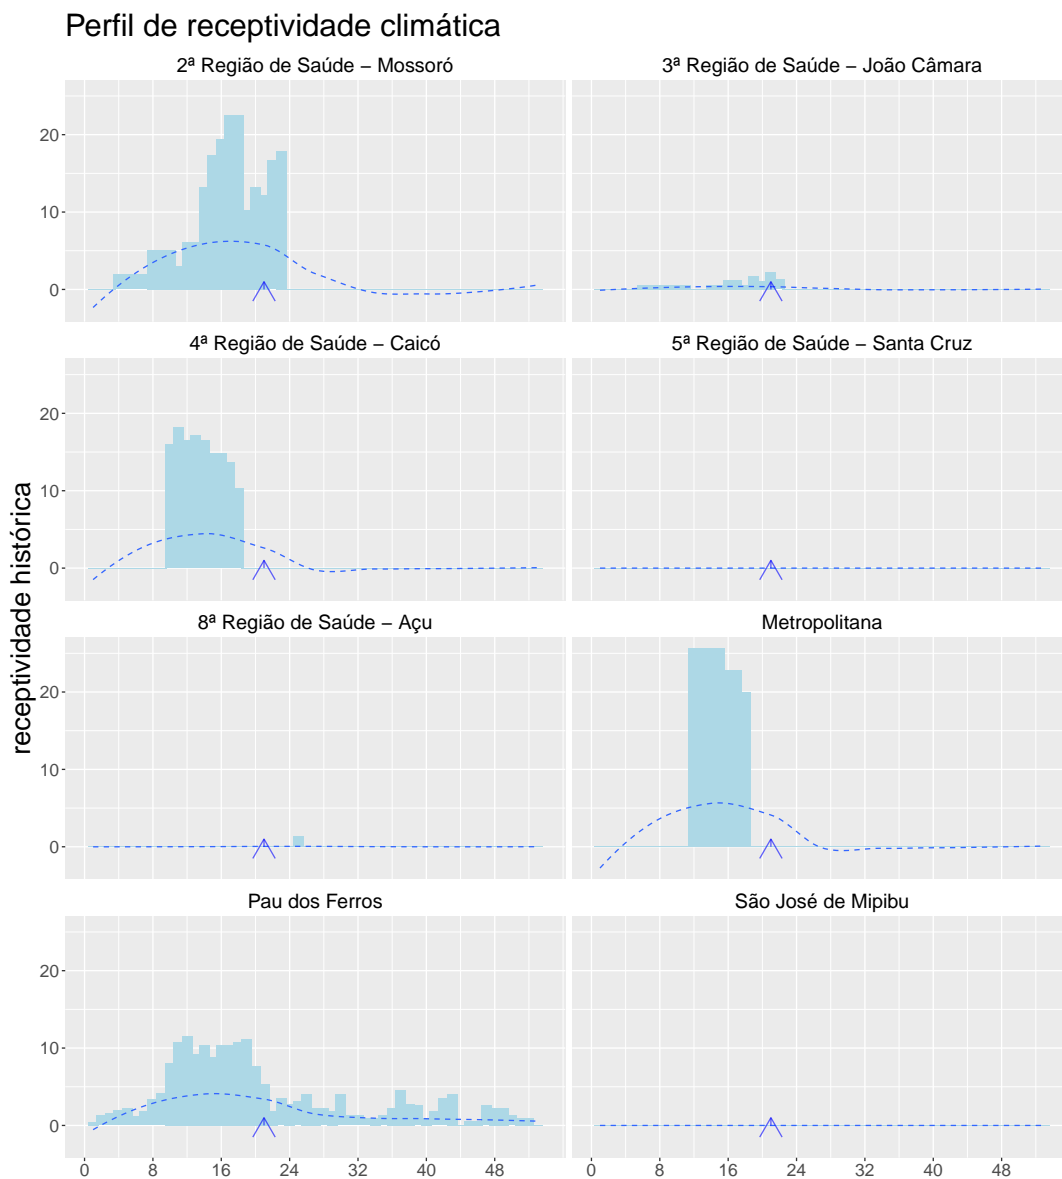 Perfil de receptividade climática
2ª Região de Saúde − Mossoró
3ª Região de Saúde − João Câmara
20
10
0
4ª Região de Saúde − Caicó
5ª Região de Saúde − Santa Cruz
20
10
0
receptividade histórica
8ª Região de Saúde − Açu
Metropolitana
20
10
0
Pau dos Ferros
São José de Mipibu
20
10
0
0 8 16 24 32 40 48
0 8 16 24 32 40 48